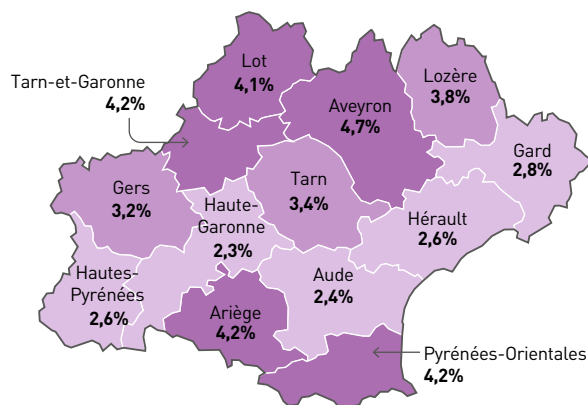 Lot
4,1%
Lozère
3,8%
Tarn-et-Garonne
4,2%
Aveyron
4,7%
Gard
2,8%
Gers
3,2%
Tarn
3,4%
Haute-
Garonne
2,3%
Hérault
2,6%
Hautes-
Pyrénées
2,6%
Aude
2,4%
Ariège
4,2%
Pyrénées-Orientales
4,2%